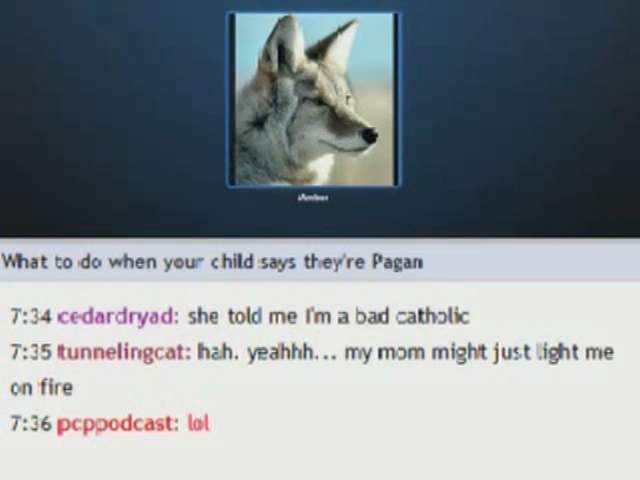 What to do when your child says they're Pagan
7:34 cedardryad: she told me I'm a bad catholic
7:35 tunnelingcat: hah. yeahhh... my mom might just light me
on fire
7:36 pcppodcast: lol